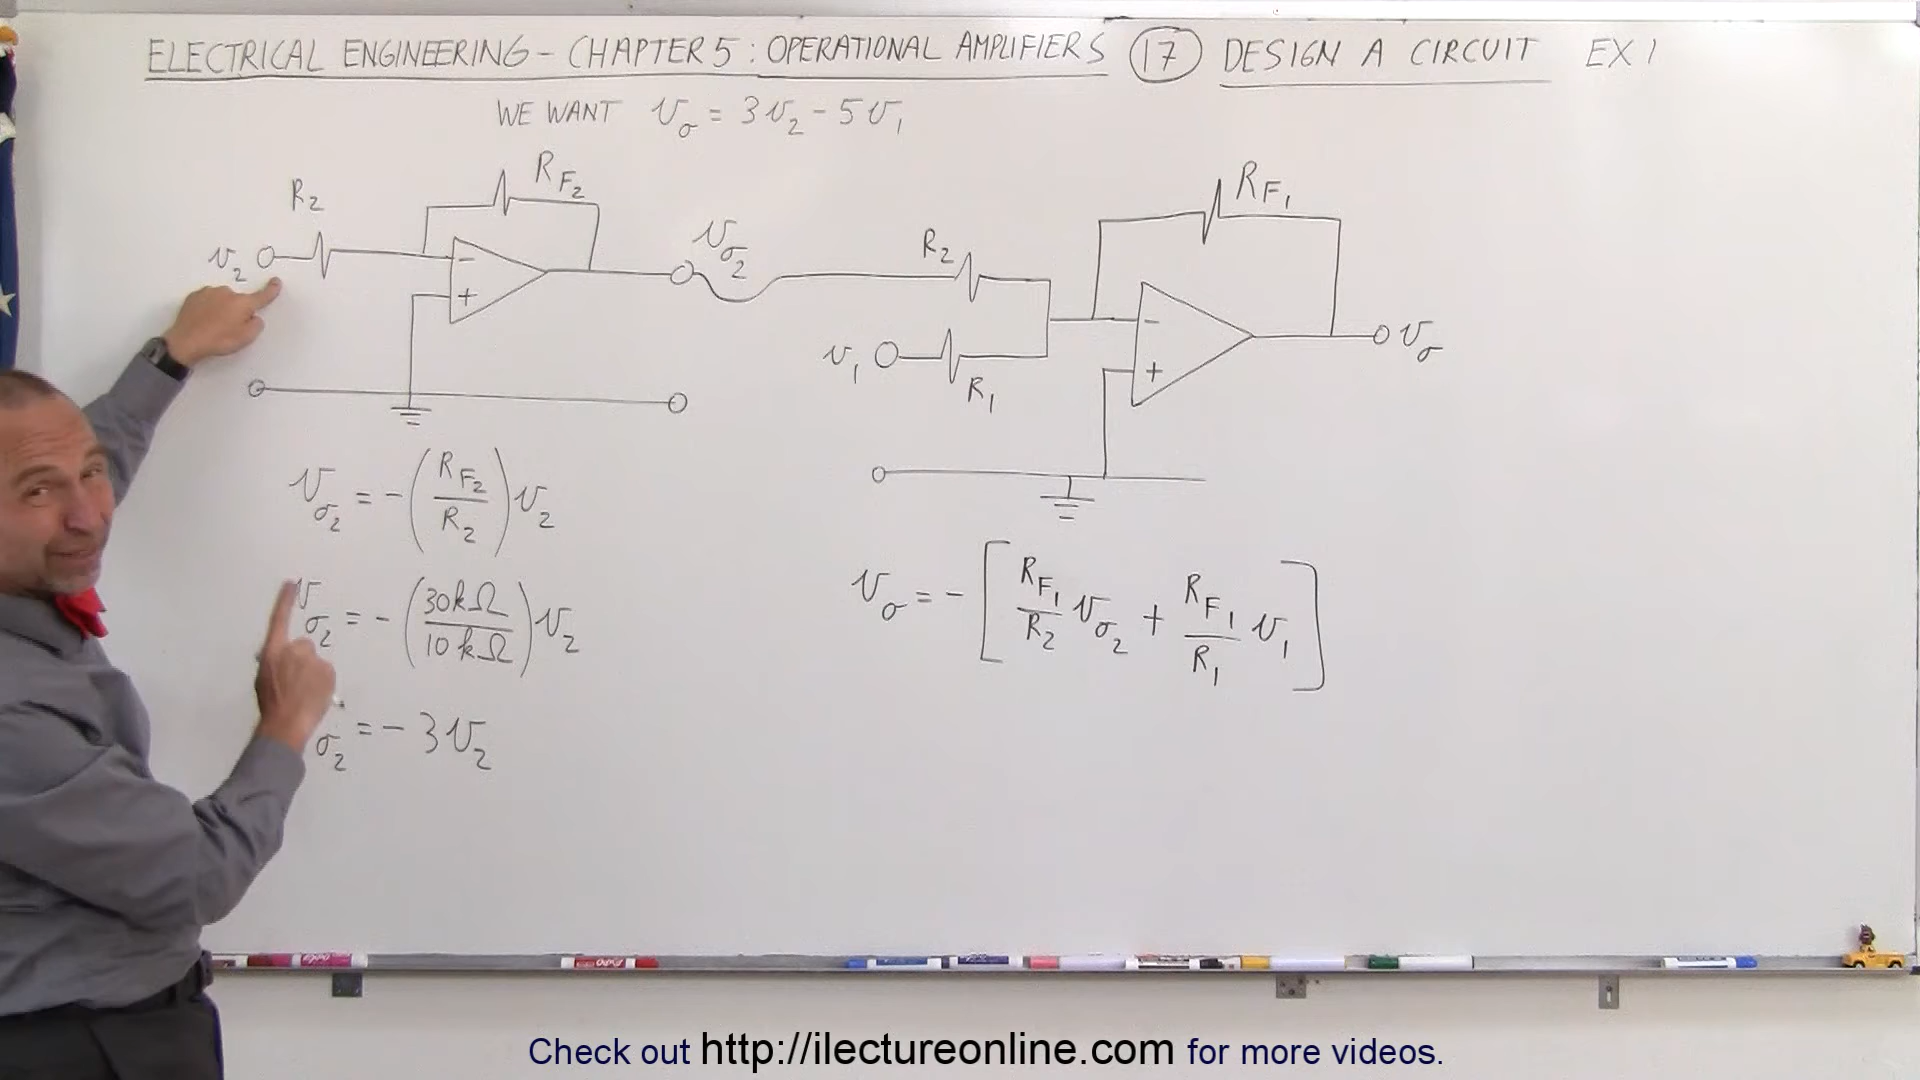 ELECTRICAL ENGINEERING - CHAPTER 5 : OPERATIONAL AMPLIFIERS (17) DESIGN A CIRCUIT EX 1
WE WANT v_o = 3v_2 - 5v_1
R_2
R_F2
v_2
-
+
v_o2
R_2
v_1
R_1
R_F1
-
+
v_o
v_o2 = -(R_F2/R_2) v_2
v_o2 = -(30kΩ/10kΩ) v_2
o2 = -3v_2
v_o = -[R_F1/R_2 v_o2 + R_F1/R_1 v_1]
Check out http://ilectureonline.com for more videos.